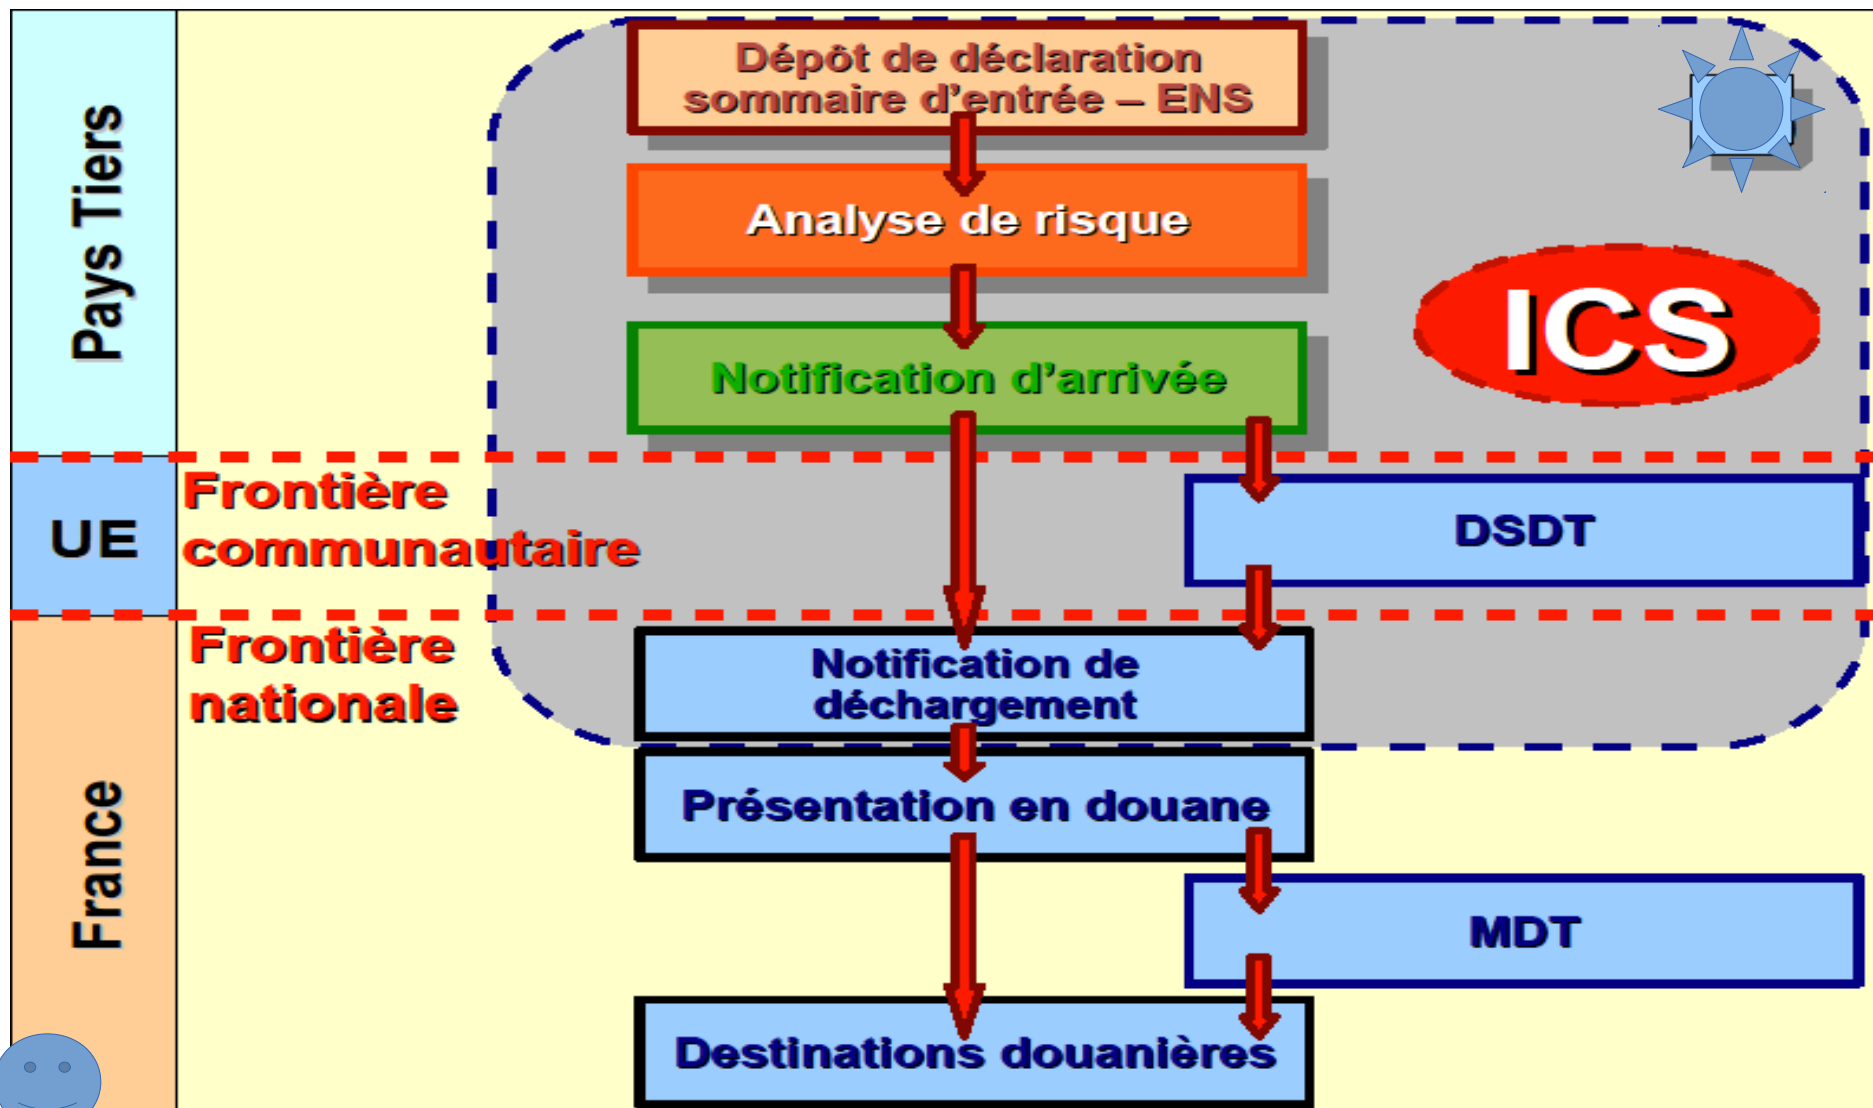 Pays Tiers
Dépôt de déclaration
sommaire d'entrée – ENS
Analyse de risque
ICS
Notification d'arrivée
UE
Frontière
communautaire
DSDT
Frontière
nationale
Notification de
déchargement
France
Présentation en douane
MDT
Destinations douanières